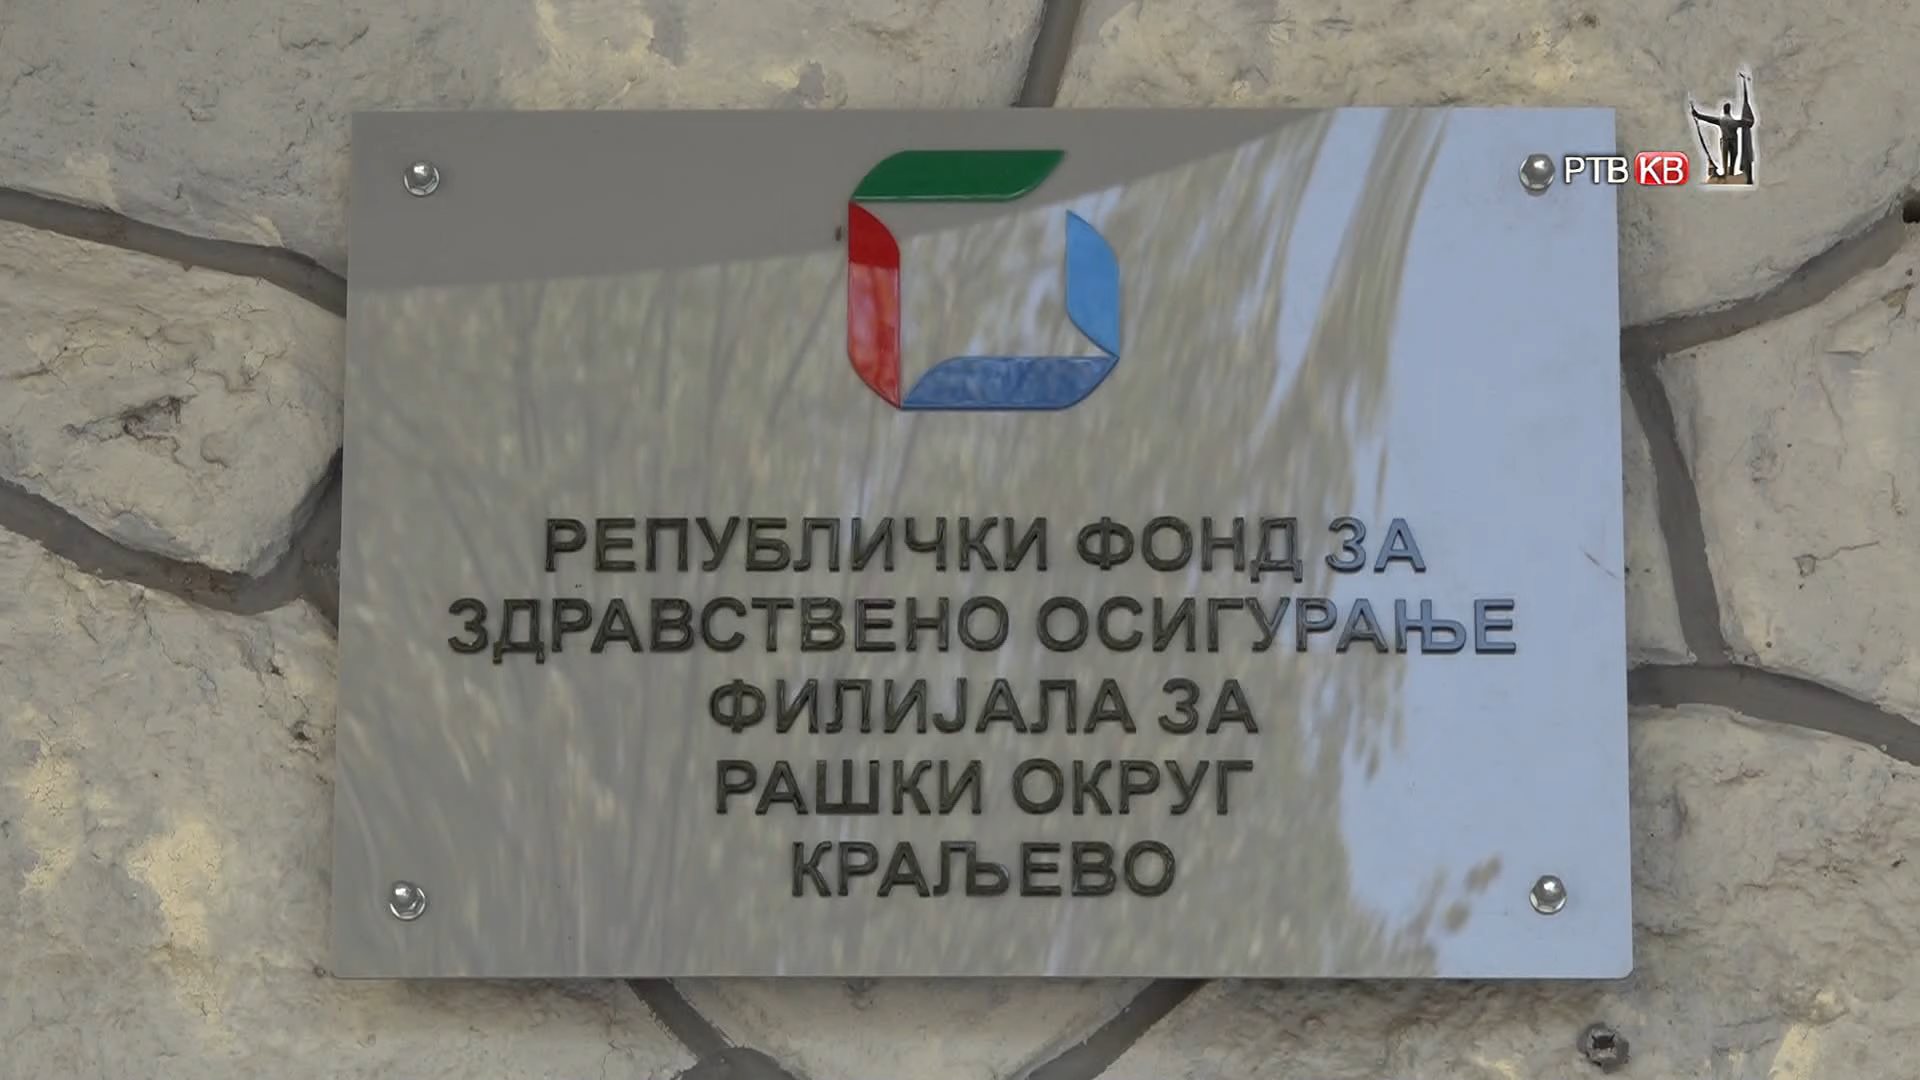 РТВ КВ
РЕПУБЛИЧКИ ФОНД ЗА
ЗДРАВСТВЕНО ОСИГУРАЊЕ
ФИЛИЈАЛА ЗА
РАШКИ ОКРУГ
КРАЉЕВО